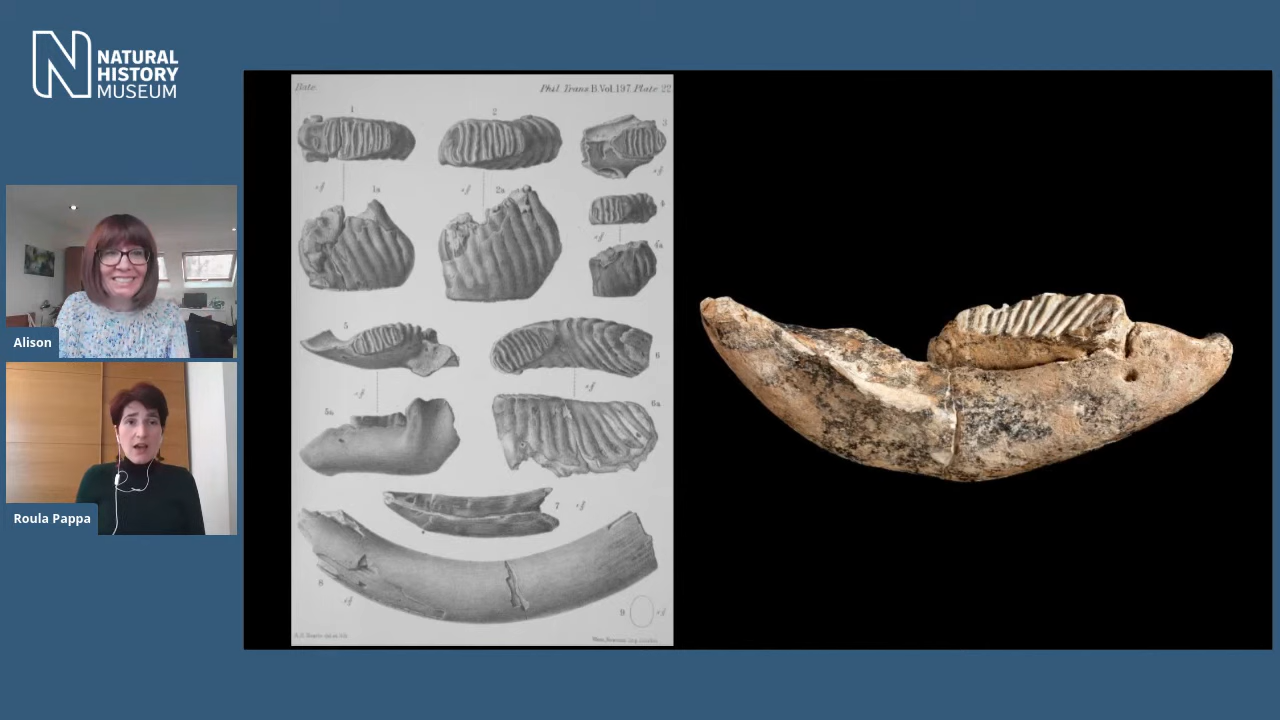 NATURAL
HISTORY
MUSEUM
Alison
Roula Pappa
Bate.
Phil. Trans. B. Vol. 197. Plate. 22
1
2
3
4
1a
2a
4a
5
6
5a
6a
7
8
9